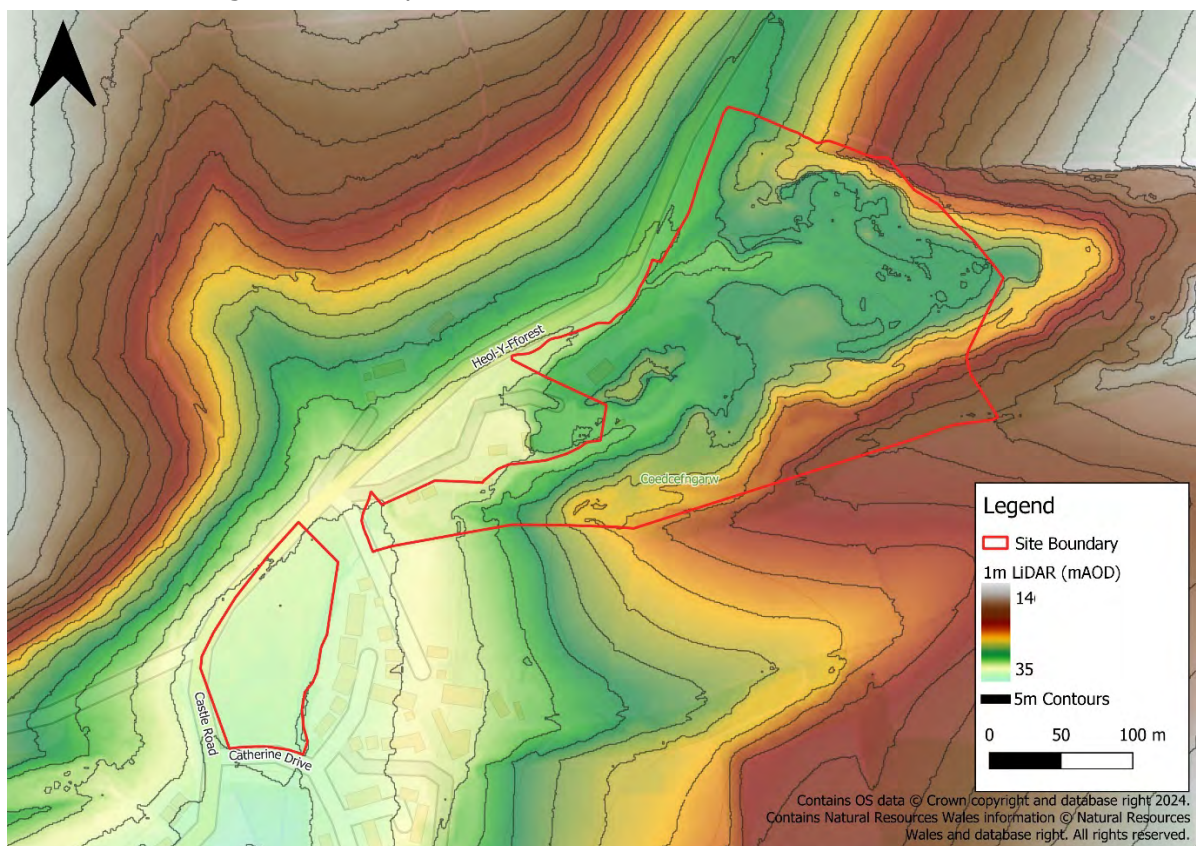 Heol-Y-Fforest
Coedcefngarw
Castle Road
Catherine Drive
Legend
Site Boundary
1m LiDAR (mAOD)
14
35
5m Contours
0 50 100 m
Contains OS data © Crown copyright and database right 2024.
Contains Natural Resources Wales information © Natural Resources
Wales and database right. All rights reserved.